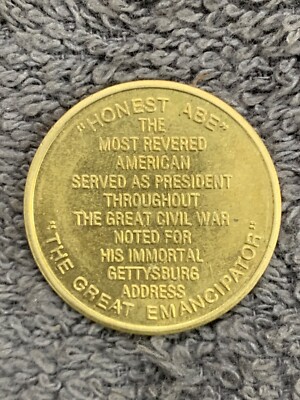 "HONEST ABE"
THE
MOST REVERED
AMERICAN
SERVED AS PRESIDENT
THROUGHOUT
THE GREAT CIVIL WAR -
NOTED FOR
HIS IMMORTAL
GETTYSBURG
ADDRESS
"THE GREAT EMANCIPATOR"